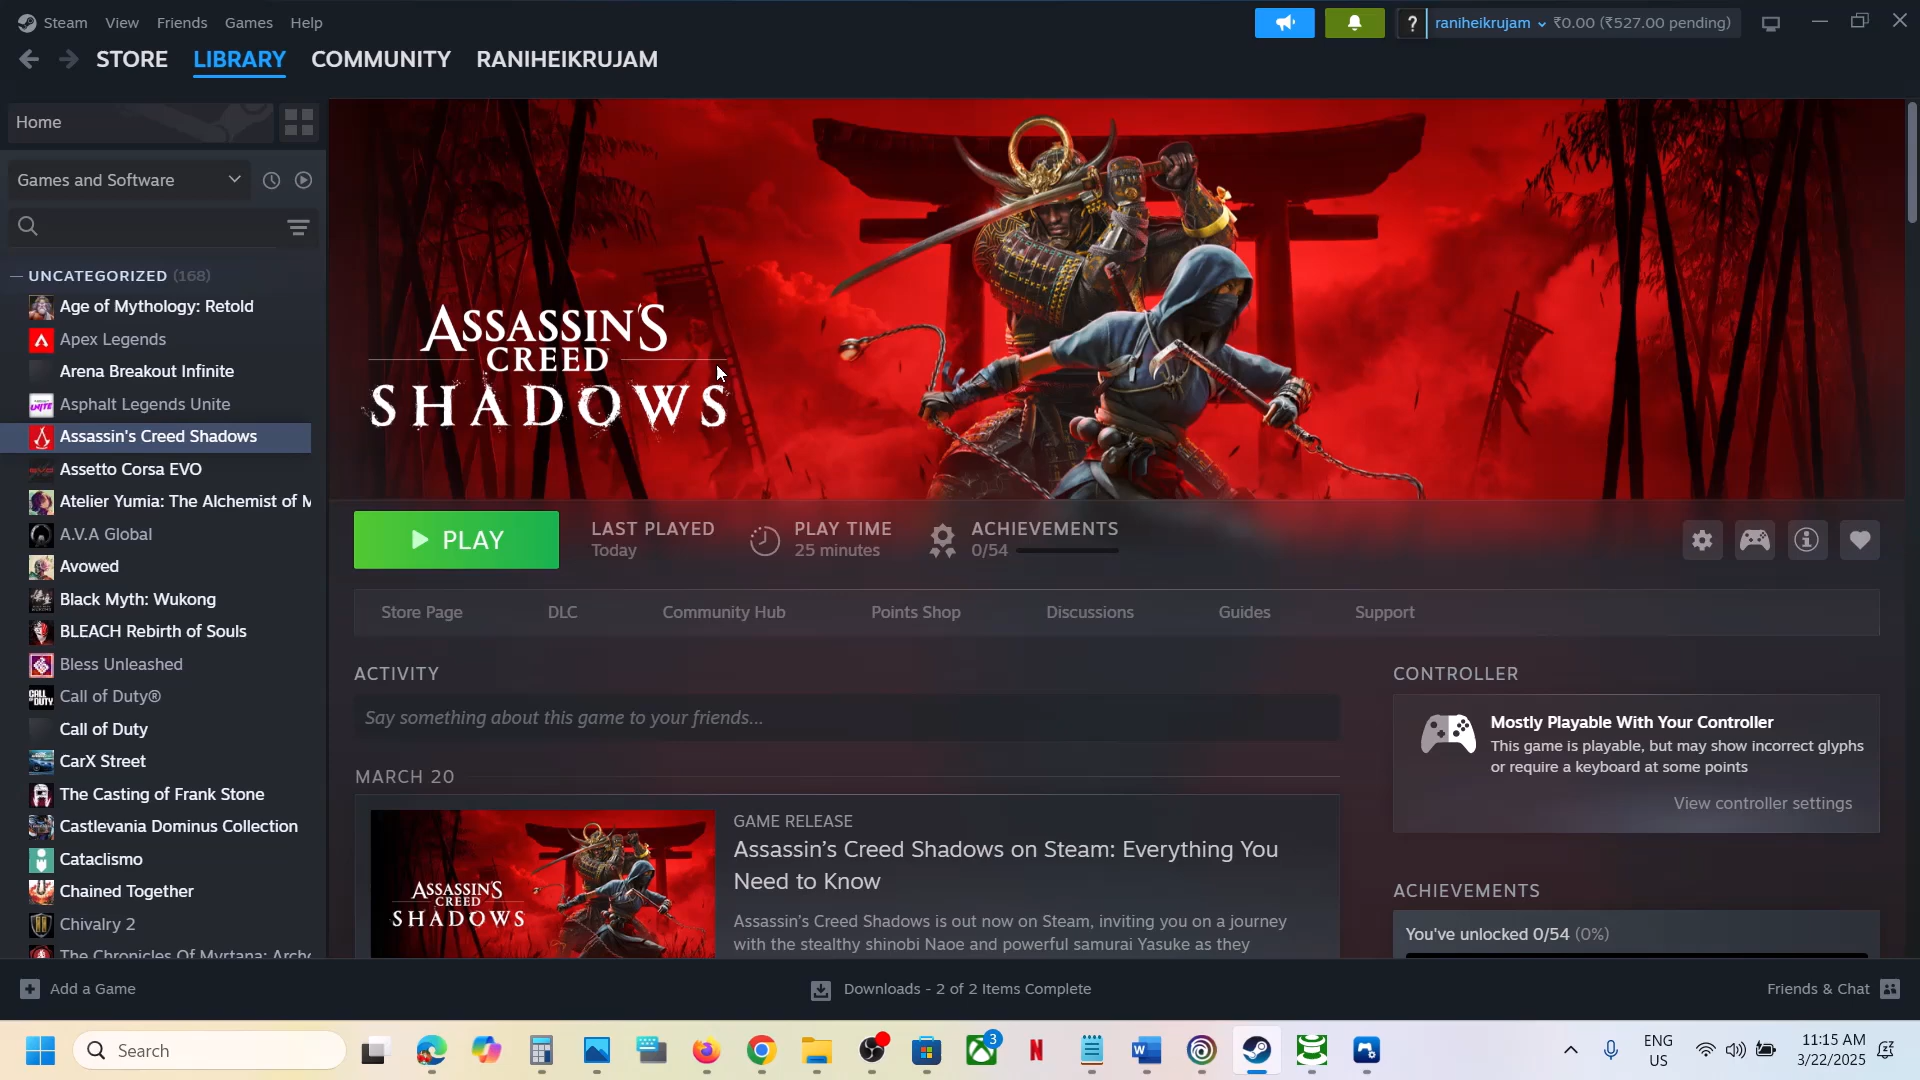 Steam View Friends Games Help
? raniheikrujam ₹0.00 (₹527.00 pending)
STORE LIBRARY COMMUNITY RANIHEIKRUJAM
Home
Games and Software
UNCATEGORIZED (168)
Age of Mythology: Retold
Apex Legends
Arena Breakout Infinite
Asphalt Legends Unite
Assassin's Creed Shadows
Assetto Corsa EVO
Atelier Yumia: The Alchemist of M
A.V.A Global
Avowed
Black Myth: Wukong
BLEACH Rebirth of Souls
Bless Unleashed
Call of Duty®
Call of Duty
CarX Street
The Casting of Frank Stone
Castlevania Dominus Collection
Cataclismo
Chained Together
Chivalry 2
The Chronicles Of Myrtana: Archo
ASSASSIN'S
CREED
SHADOWS
PLAY
LAST PLAYED
Today
PLAY TIME
25 minutes
ACHIEVEMENTS
0/54
Store Page DLC Community Hub Points Shop Discussions Guides Support
ACTIVITY
Say something about this game to your friends...
MARCH 20
ASSASSIN'S
CREED
SHADOWS
GAME RELEASE
Assassin's Creed Shadows on Steam: Everything You
Need to Know
Assassin's Creed Shadows is out now on Steam, inviting you on a journey
with the stealthy shinobi Naoe and powerful samurai Yasuke as they
CONTROLLER
Mostly Playable With Your Controller
This game is playable, but may show incorrect glyphs
or require a keyboard at some points
View controller settings
ACHIEVEMENTS
You've unlocked 0/54 (0%)
Add a Game
Downloads - 2 of 2 Items Complete
Friends & Chat
Search
3
ENG
US
11:15 AM
3/22/2025